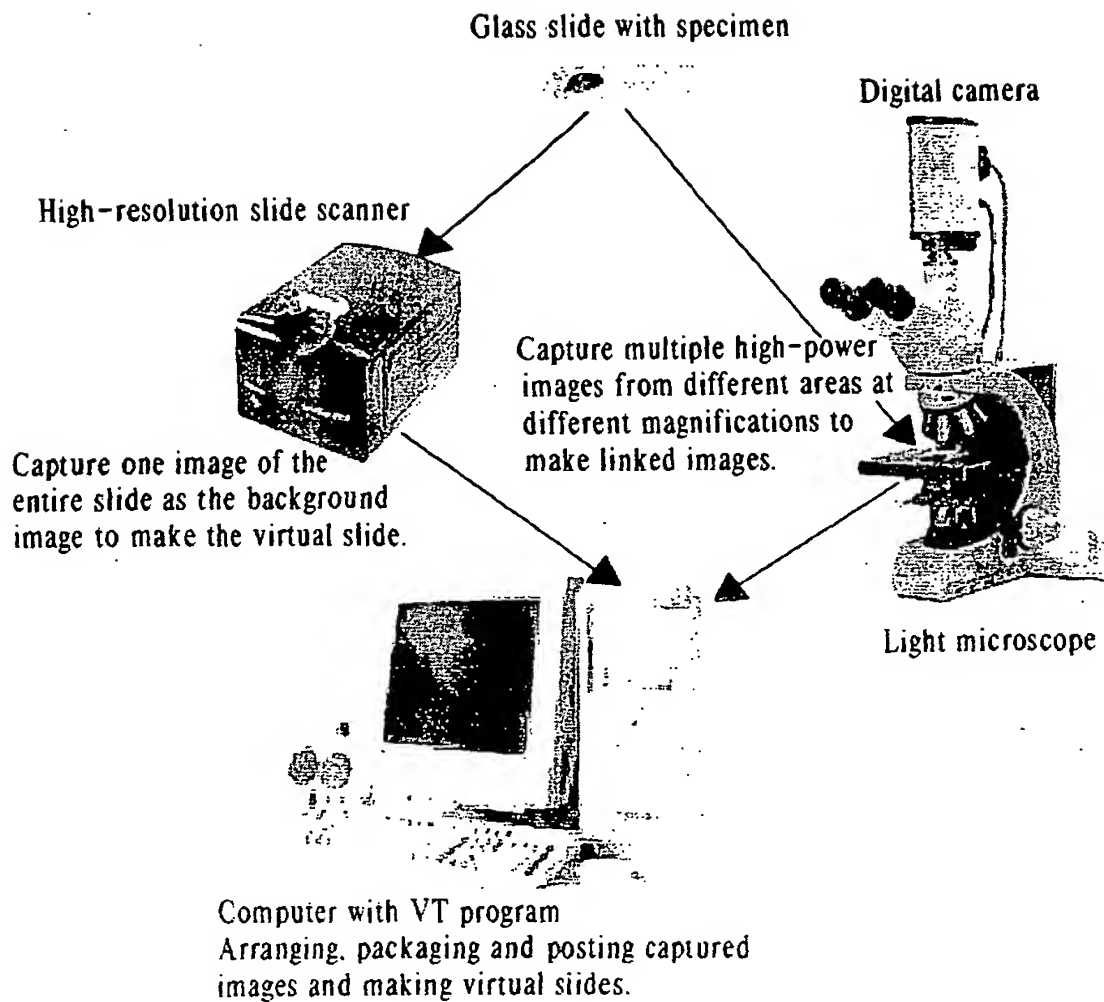 Glass slide with specimen
Digital camera
High-resolution slide scanner
Capture multiple high-power
images from different areas at
different magnifications to
make linked images.
Capture one image of the
entire slide as the background
image to make the virtual slide.
Light microscope
Computer with VT program
Arranging, packaging and posting captured
images and making virtual slides.